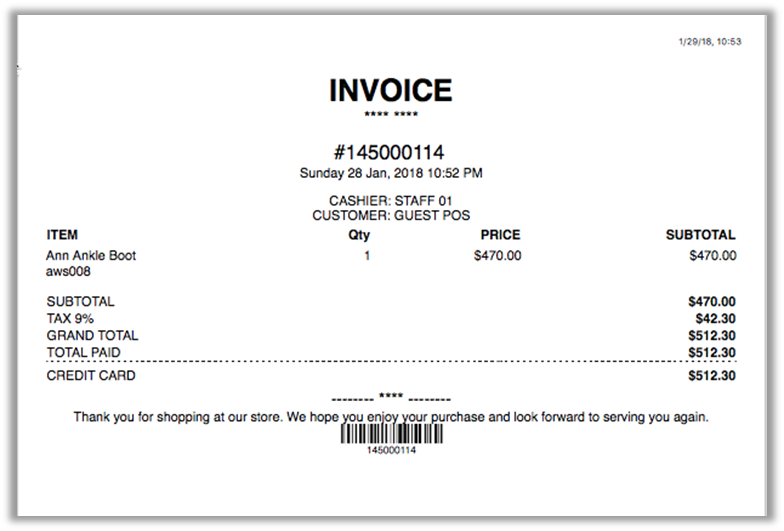 1/29/18, 10:53
INVOICE
**** ****
#145000114
Sunday 28 Jan, 2018 10:52 PM
CASHIER: STAFF 01
CUSTOMER: GUEST POS
ITEM Qty PRICE SUBTOTAL
Ann Ankle Boot 1 $470.00 $470.00
aws008
SUBTOTAL $470.00
TAX 9% $42.30
GRAND TOTAL $512.30
TOTAL PAID $512.30
CREDIT CARD $512.30
-------- **** --------
Thank you for shopping at our store. We hope you enjoy your purchase and look forward to serving you again.
145000114